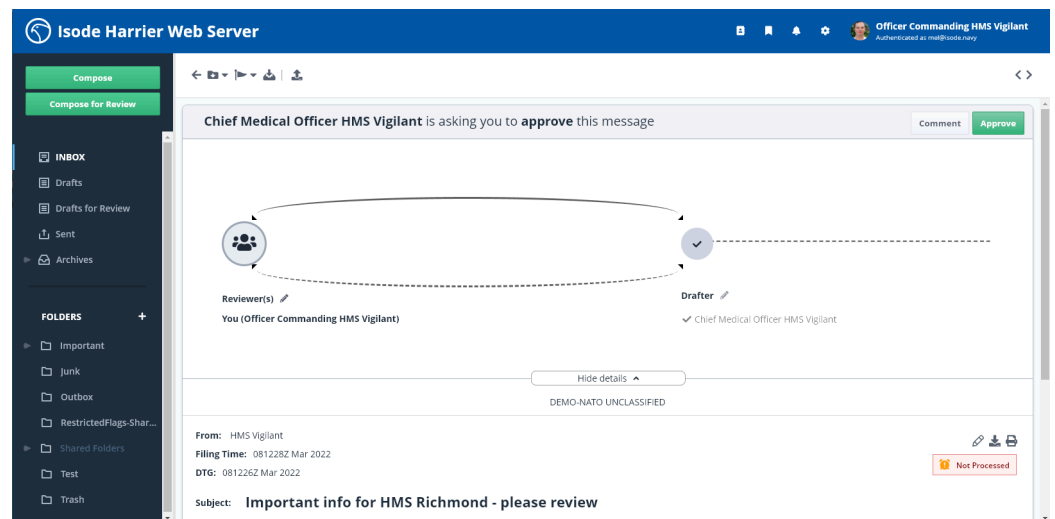 Isode Harrier Web Server
Officer Commanding HMS Vigilant
Authenticated as mel@isode.navy
Compose
Compose for Review
INBOX
Drafts
Drafts for Review
Sent
Archives
FOLDERS +
Important
Junk
Outbox
RestrictedFlags-Shar...
Shared Folders
Test
Trash
Chief Medical Officer HMS Vigilant is asking you to approve this message
Comment
Approve
Reviewer(s)
You (Officer Commanding HMS Vigilant)
Drafter
Chief Medical Officer HMS Vigilant
Hide details
DEMO-NATO UNCLASSIFIED
From: HMS Vigilant
Filing Time: 081228Z Mar 2022
DTG: 081226Z Mar 2022
Not Processed
Subject: Important info for HMS Richmond - please review